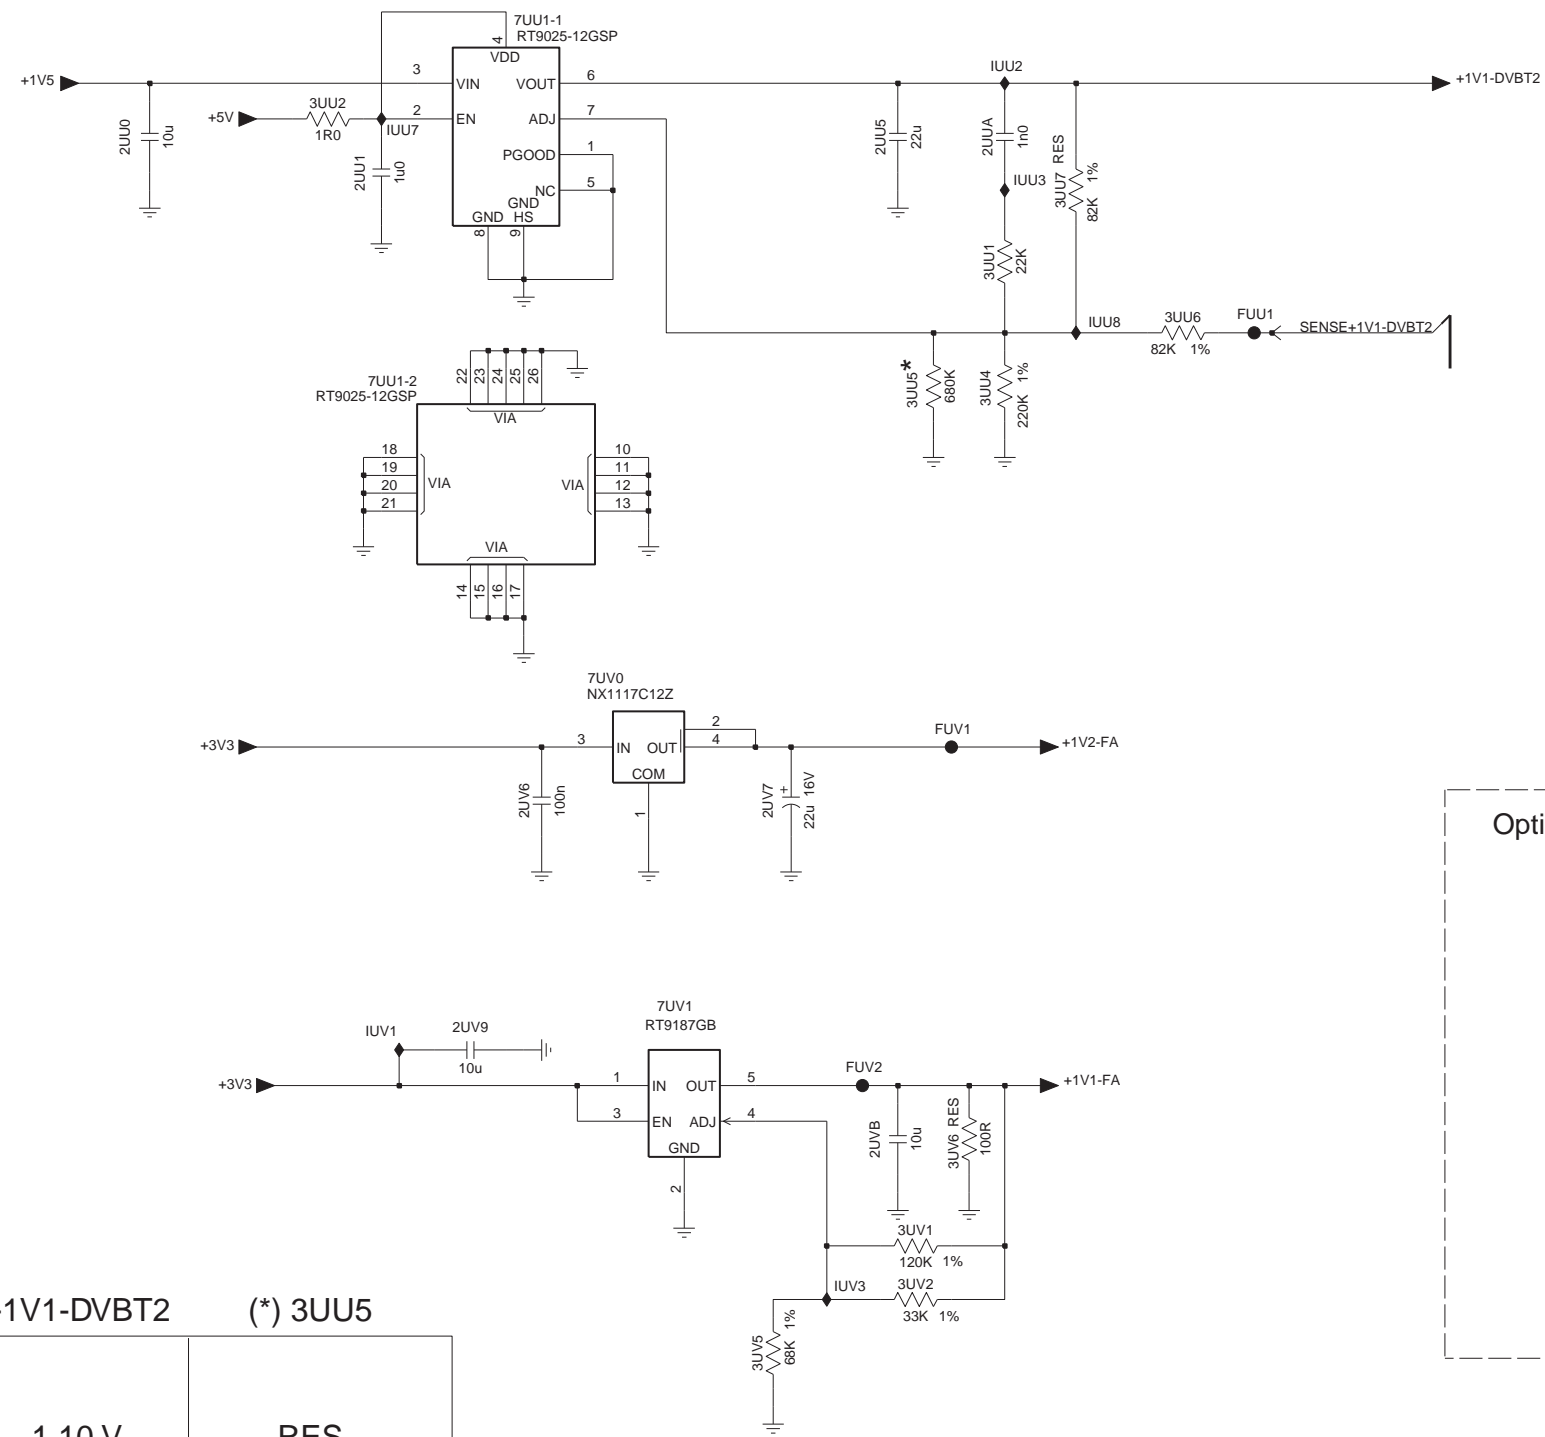 7UU1-1
RT9025-12GSP
4
VDD
+1V5
3
VIN
VOUT
6
IUU2
+1V1-DVBT2
+5V
3UU2
1R0
IUU7
2
EN
ADJ
7
2UU0
10u
2UU1
1u0
PGOOD
1
NC
5
GND
GND HS
8
9
2UU5
22u
2UUA
1n0
IUU3
3UU7 RES
82K 1%
3UU1
22K
IUU8
3UU6
82K 1%
FUU1
SENSE+1V1-DVBT2
3UU5*
680K
3UU4
220K 1%
7UU1-2
RT9025-12GSP
22
23
24
25
26
VIA
18
19
20
21
VIA
VIA
10
11
12
13
VIA
14
15
16
17
7UV0
NX1117C12Z
+3V3
3
IN OUT
2
4
COM
1
2UV6
100n
2UV7
+
22u 16V
FUV1
+1V2-FA
Opti
7UV1
RT9187GB
IUV1
2UV9
10u
+3V3
1
IN OUT
5
FUV2
+1V1-FA
3
EN ADJ
4
GND
2
2UVB
10u
3UV6 RES
100R
3UV1
120K 1%
IUV3
3UV2
33K 1%
3UV5
68K 1%
1V1-DVBT2 (*) 3UU5
1.10 V RES